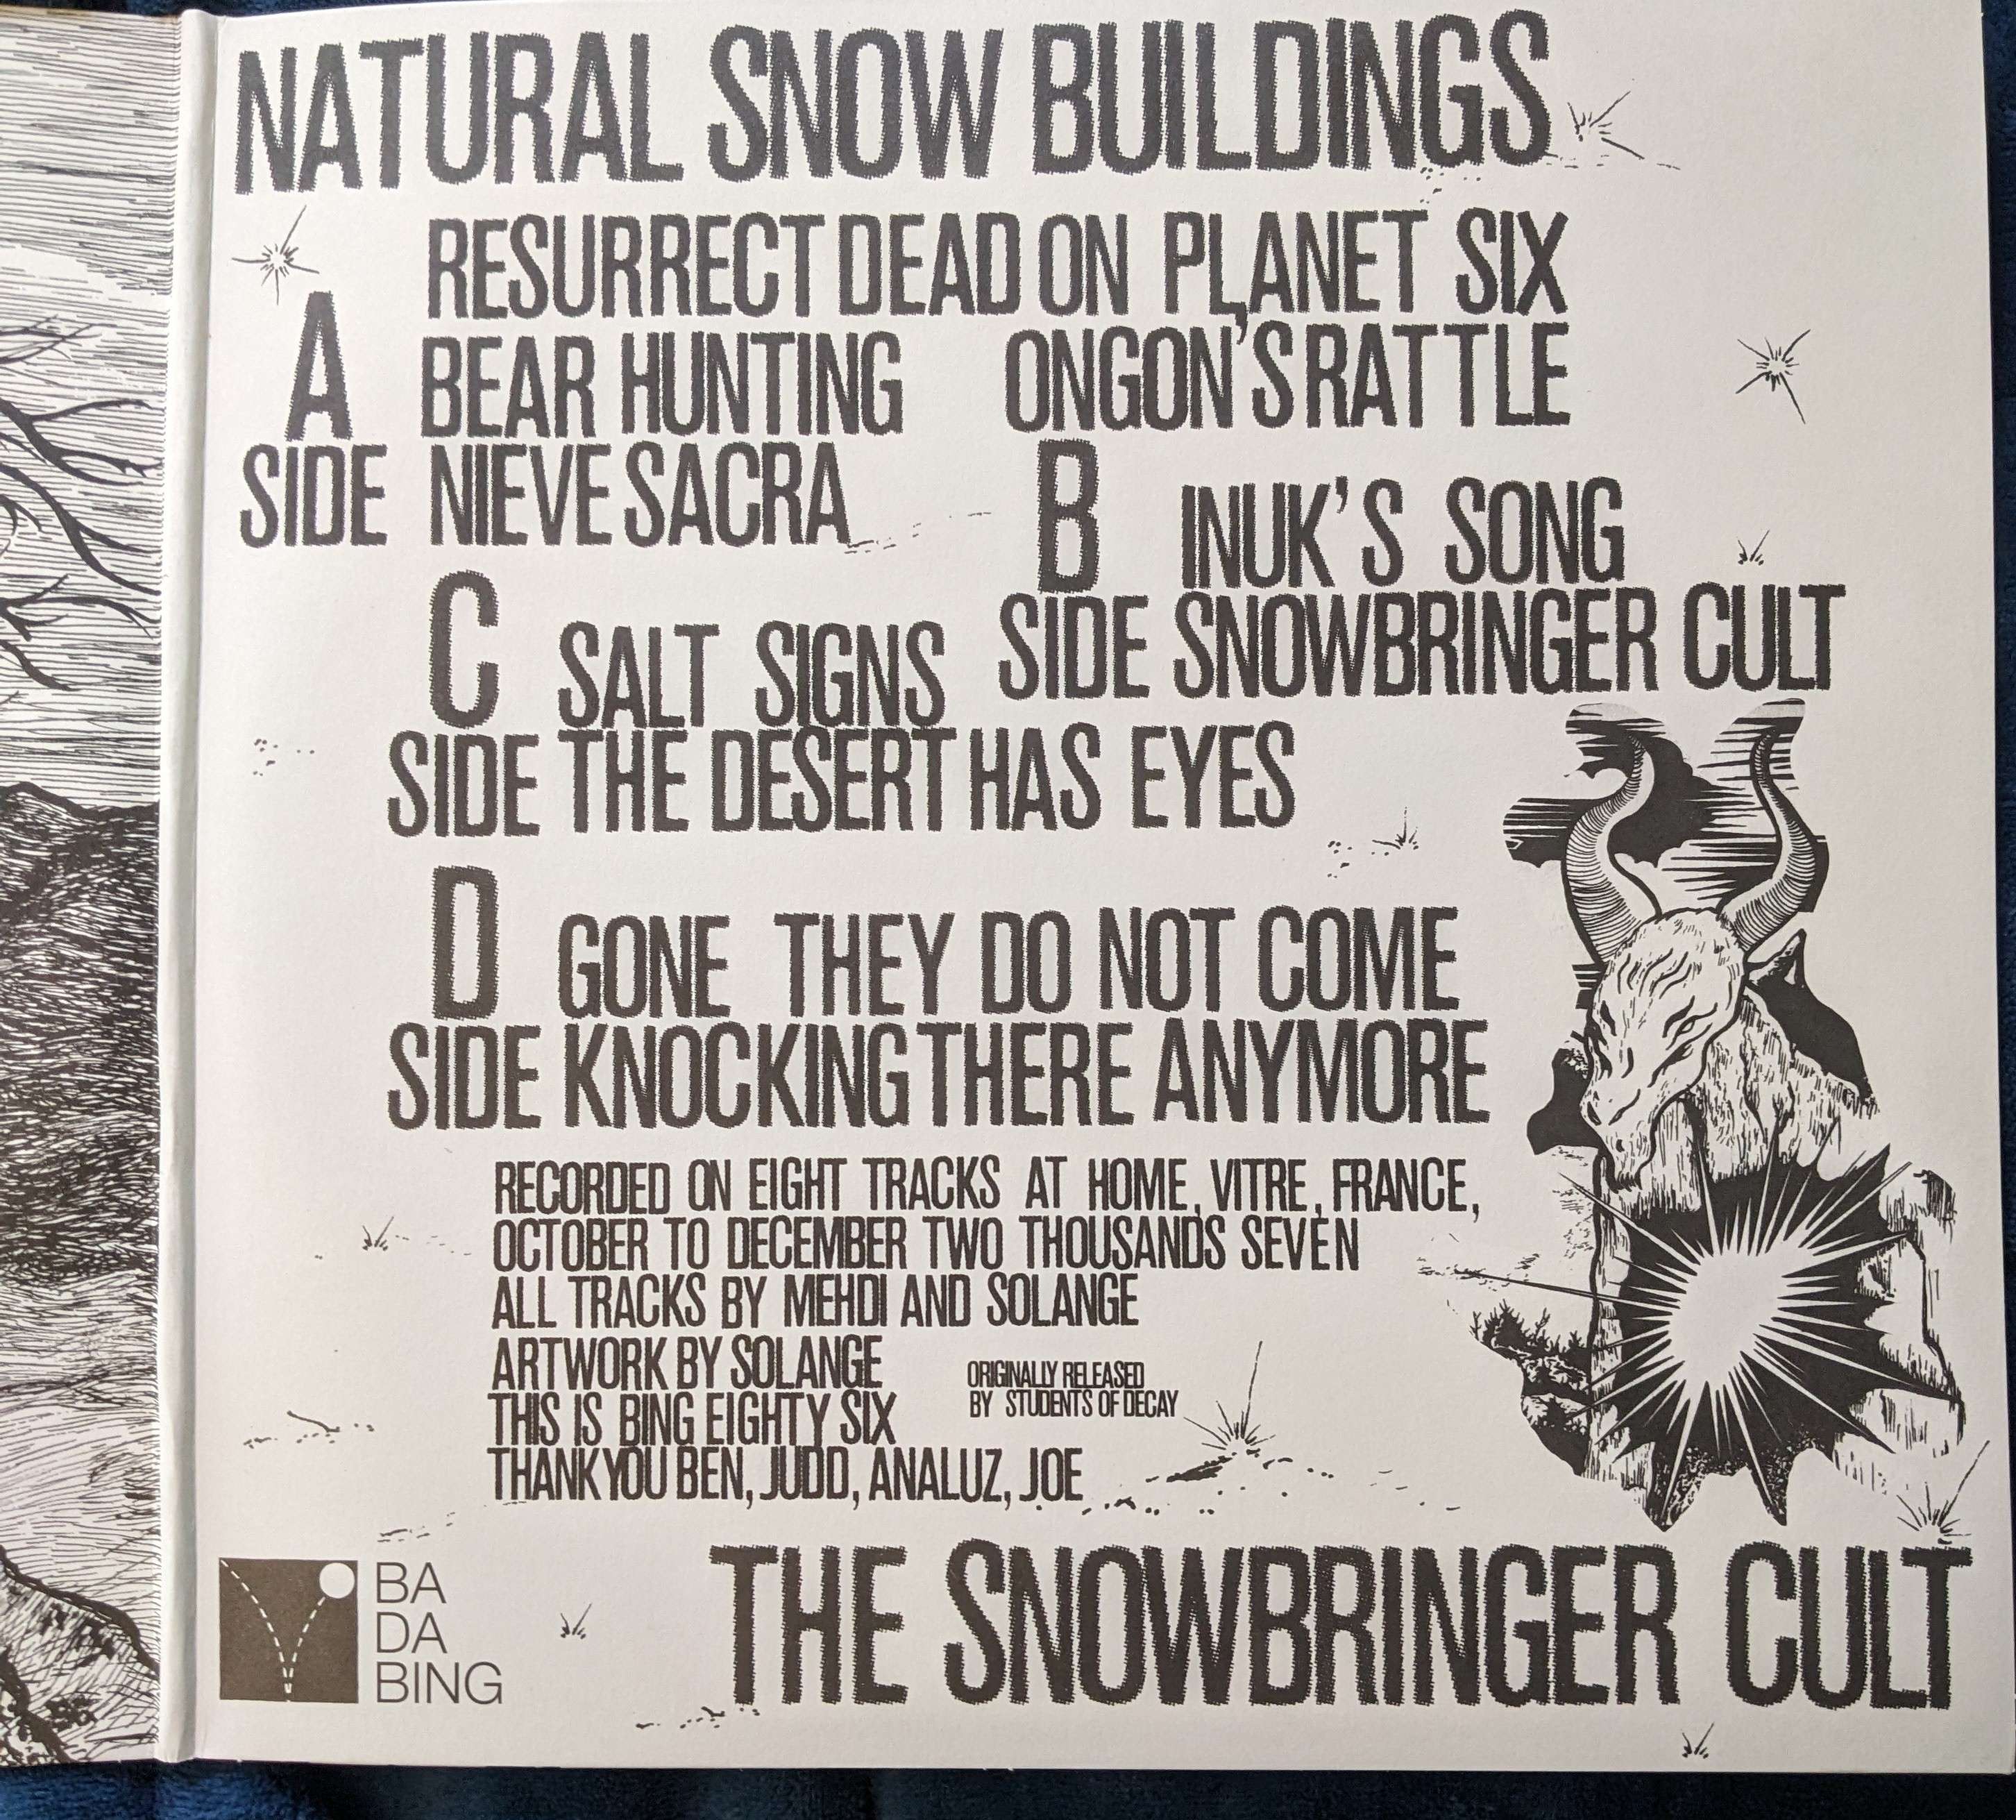 NATURAL SNOW BUILDINGS
A
SIDE
RESURRECT DEAD ON PLANET SIX
BEAR HUNTING
NIEVE SACRA
B
SIDE
ONGON'S RATTLE
INUK'S SONG
SNOWBRINGER CULT
C
SIDE
SALT SIGNS
THE DESERT HAS EYES
D
SIDE
GONE THEY DO NOT COME
KNOCKING THERE ANYMORE
RECORDED ON EIGHT TRACKS AT HOME, VITRE, FRANCE,
OCTOBER TO DECEMBER TWO THOUSANDS SEVEN
ALL TRACKS BY MEHDI AND SOLANGE
ARTWORK BY SOLANGE
THIS IS BING EIGHTY SIX
THANK YOU BEN, JUDD, ANALUZ, JOE
ORIGINALLY RELEASED
BY STUDENTS OF DECAY
BA
DA
BING
THE SNOWBRINGER CULT